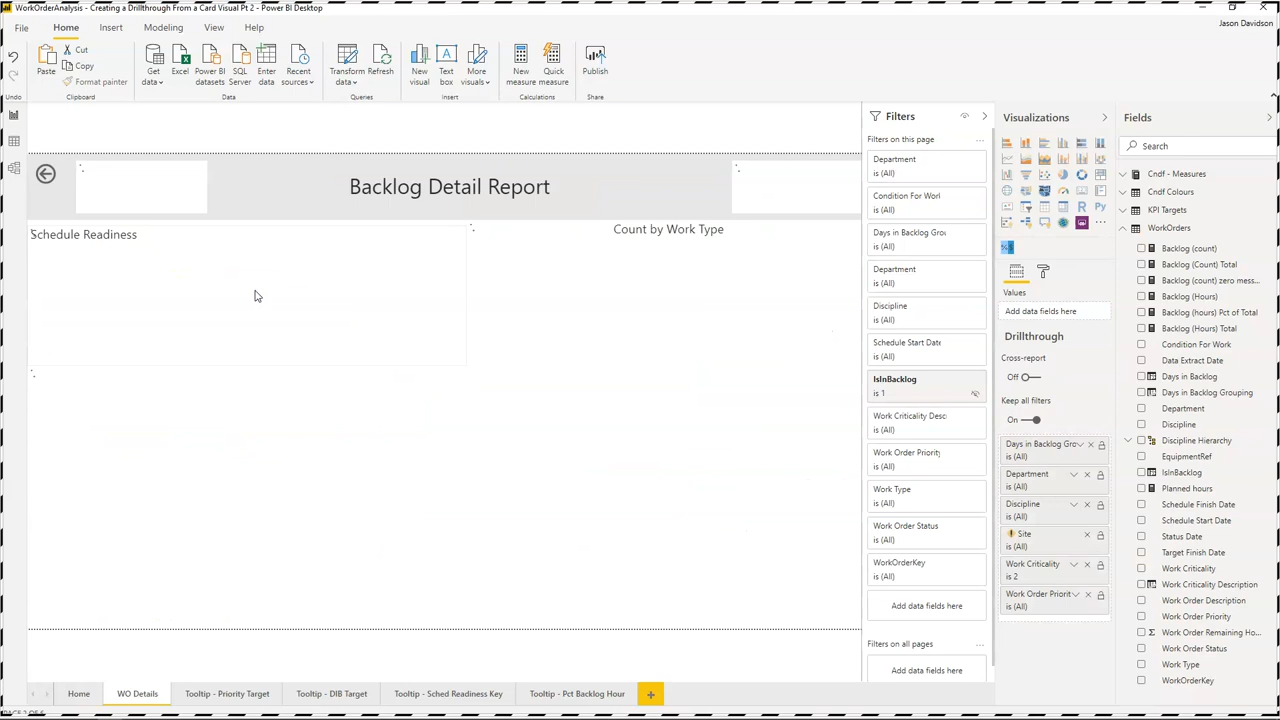 WorkOrderAnalysis - Creating a Drillthrough From a Card Visual Pt 2 - Power BI Desktop
Jason Davidson
File Home Insert Modeling View Help
Cut
Copy
Format painter
Paste
Get data
Excel
Power BI datasets
SQL Server
Enter data
Recent sources
Transform data
Refresh
New visual
Text box
More visuals
New measure
Quick measure
Publish
Undo
Clipboard
Data
Queries
Insert
Calculations
Share
Backlog Detail Report
Schedule Readiness
Count by Work Type
Filters
Filters on this page
Department
is (All)
Condition For Worl
is (All)
Days in Backlog Grou
is (All)
Department
is (All)
Discipline
is (All)
Schedule Start Date
is (All)
IsInBacklog
is 1
Work Criticality Desc
is (All)
Work Order Priority
is (All)
Work Type
is (All)
Work Order Status
is (All)
WorkOrderKey
is (All)
Add data fields here
Filters on all pages
Add data fields here
Visualizations
R
Py
Values
Add data fields here
Drillthrough
Cross-report
Off
Keep all filters
On
Days in Backlog Gro
is (All)
Department
is (All)
Discipline
is (All)
Site
is (All)
Work Criticality
is 2
Work Order Priorit
is (All)
Fields
Search
Cndf - Measures
Cndf Colours
KPI Targets
WorkOrders
Backlog (count)
Backlog (Count) Total
Backlog (count) zero mess...
Backlog (Hours)
Backlog (hours) Pct of Total
Backlog (Hours) Total
Condition For Work
Data Extract Date
Days in Backlog
Days in Backlog Grouping
Department
Discipline
Discipline Hierarchy
EquipmentRef
IsInBacklog
Planned hours
Schedule Finish Date
Schedule Start Date
Status Date
Target Finish Date
Work Criticality
Work Criticality Description
Work Order Description
Work Order Priority
Work Order Remaining Ho...
Work Order Status
Work Type
WorkOrderKey
Home
WO Details
Tooltip - Priority Target
Tooltip - DIB Target
Tooltip - Sched Readiness Key
Tooltip - Pct Backlog Hour